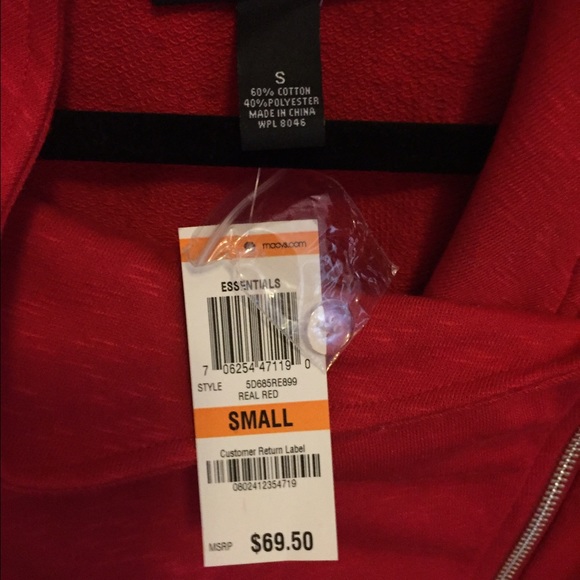 S
60% COTTON
40% POLYESTER
MADE IN CHINA
WPL 8046
macys.com
ESSENTIALS
7 06254 47119 0
STYLE 5D685RE899
REAL RED
SMALL
Customer Return Label
0802412354719
MSRP $69.50